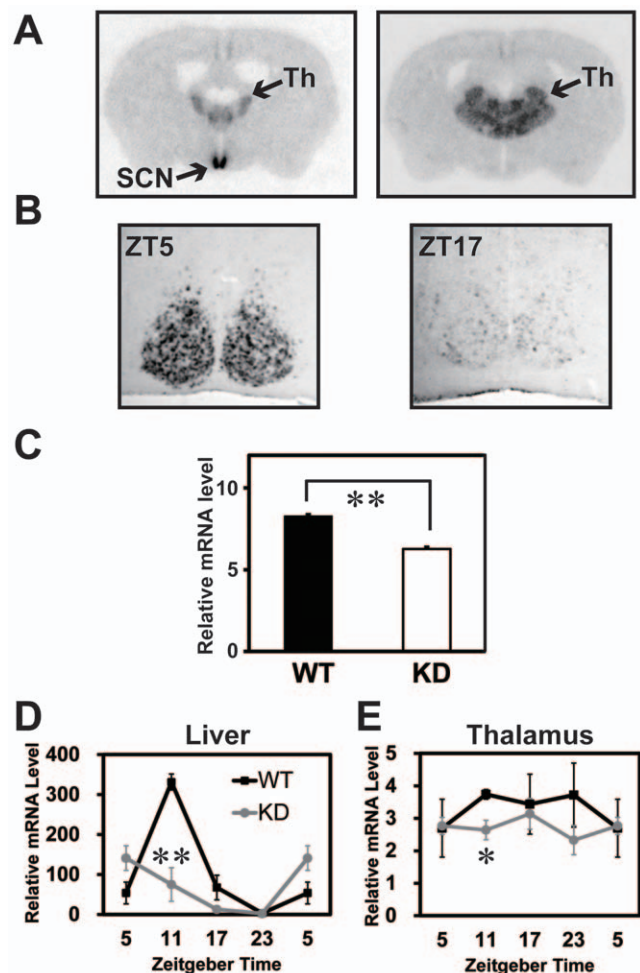 A
Th
SCN
Th
B
ZT5
ZT17
C
Relative mRNA level
10
5
0
**
WT
KD
D
Liver
Relative mRNA Level
400
300
200
100
0
WT
KD
**
5 11 17 23 5
Zeitgeber Time
E
Thalamus
Relative mRNA Level
5
4
3
2
1
0
*
5 11 17 23 5
Zeitgeber Time